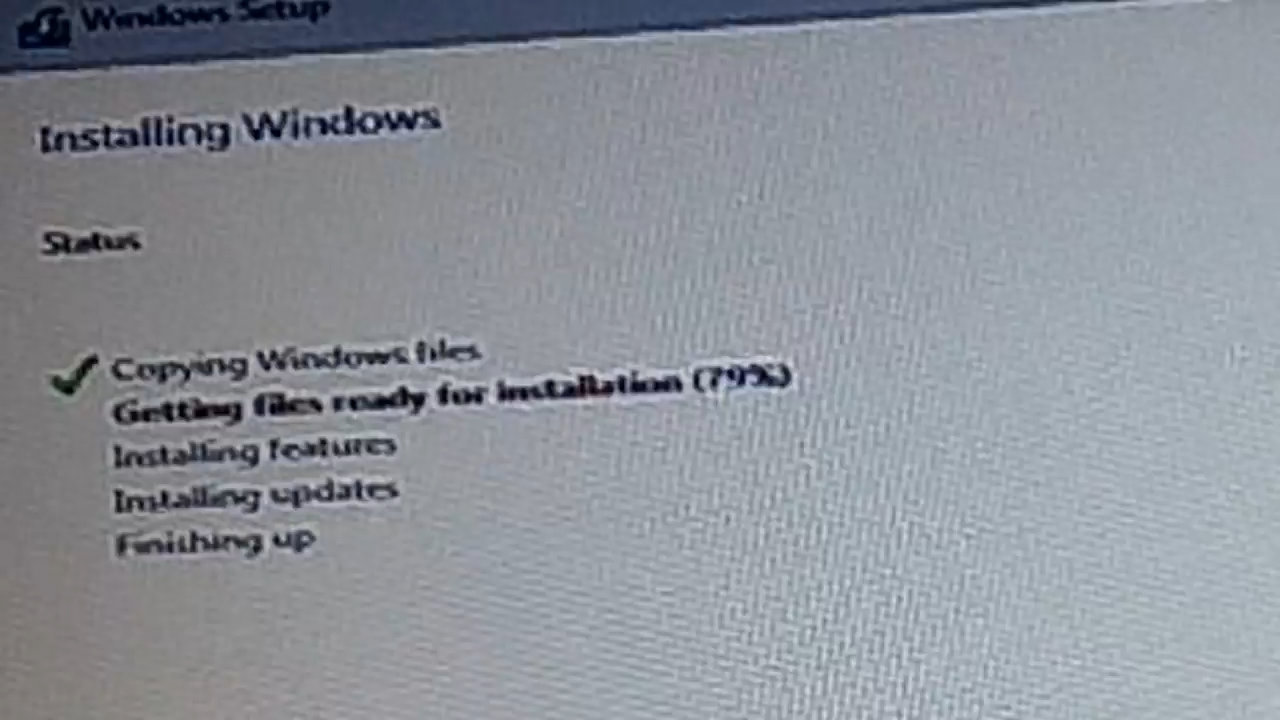 Windows Setup
Installing Windows
Status
Copying Windows files
Getting files ready for installation (79%)
Installing features
Installing updates
Finishing up